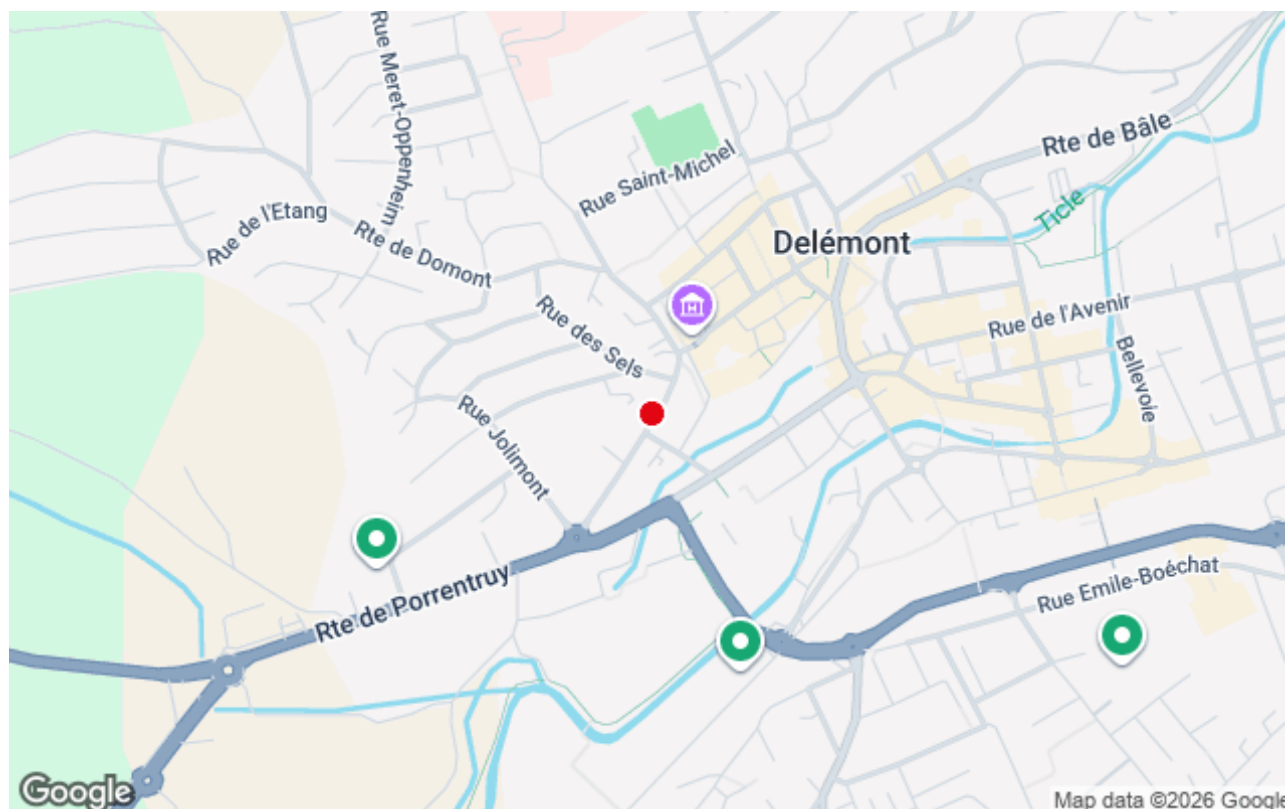 Rue Meret-Oppenheim
Rte de Bâle
Rue Saint-Michel
Ticle
Rue de l'Etang
Rte de Domont
Delémont
H
Rue de l'Avenir
Rue des Sels
Bellevoie
Rue Jolimont
Rte de Porrentruy
Rue Emile-Boéchat
Google
Map data ©2026 Google